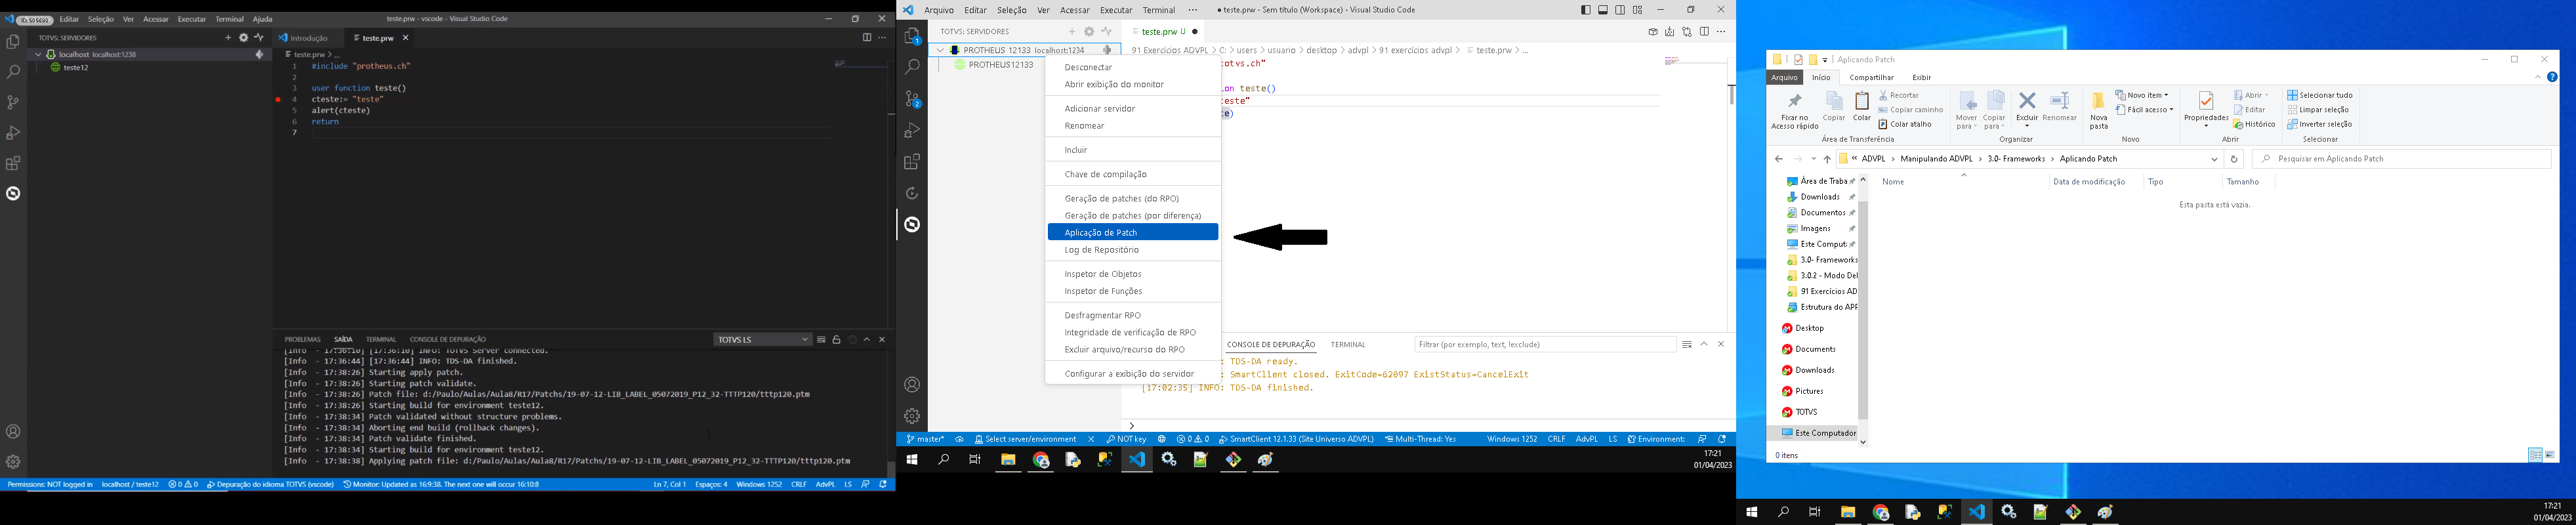 Editar Seleção Ver Acessar Executar Terminal Ajuda
teste.prw - vscode - Visual Studio Code
TOTVS: SERVIDORES
localhost localhost:1238
teste12
Introdução
teste.prw
teste.prw > ...
1 #include "protheus.ch"
2
3 user function teste()
4 cteste:= "teste"
5 alert(cteste)
6 return
7
PROBLEMAS SAÍDA TERMINAL CONSOLE DE DEPURAÇÃO
TOTVS LS
[Info - 17:36:10] [17:36:10] INFO: TOTVS server connected.
[Info - 17:36:44] [17:36:44] INFO: TDS-DA finished.
[Info - 17:38:26] Starting apply patch.
[Info - 17:38:26] Starting patch validate.
[Info - 17:38:26] Patch file: d:/Paulo/Aulas/Aula8/R17/Patchs/19-07-12-LIB_LABEL_05072019_P12_32-TTTP120/tttp120.ptm
[Info - 17:38:26] Starting build for environment teste12.
[Info - 17:38:34] Patch validated without structure problems.
[Info - 17:38:34] Aborting end build (rollback changes).
[Info - 17:38:34] Patch validate finished.
[Info - 17:38:34] Starting build for environment teste12.
[Info - 17:38:38] Applying patch file: d:/Paulo/Aulas/Aula8/R17/Patchs/19-07-12-LIB_LABEL_05072019_P12_32-TTTP120/tttp120.ptm
Permissions: NOT logged in localhost / teste12 0 0 Depuração do idioma TOTVS (vscode) Monitor: Updated as 16:9:38. The next one will occur 16:10:8
Ln 7, Col 1 Espaços: 4 Windows 1252 CRLF AdvPL LS
Arquivo Editar Seleção Ver Acessar Executar Terminal ...
● teste.prw - Sem título (Workspace) - Visual Studio Code
TOTVS: SERVIDORES
teste.prw U ●
1
2
PROTHEUS 12133 localhost:1234
PROTHEUS12133
91 Exercicios ADVPL > C: > users > usuario > desktop > advpl > 91 exercícios advpl > teste.prw > ...
totvs.ch"
ion teste()
teste"
te)
Desconectar
Abrir exibição do monitor
Adicionar servidor
Renomear
Incluir
Chave de compilação
Geração de patches (do RPO)
Geração de patches (por diferença)
Aplicação de Patch
Log de Repositório
Inspetor de Objetos
Inspetor de Funções
Desfragmentar RPO
Integridade de verificação de RPO
Excluir arquivo/recurso do RPO
Configurar a exibição do servidor
CONSOLE DE DEPURAÇÃO TERMINAL
Filtrar (por exemplo, text, !exclude)
: TDS-DA ready.
: SmartClient closed. ExitCode=62097 ExistStatus=CancelExit
[17:02:35] INFO: TDS-DA finished.
>
master* Select server/environment NOT key 0 0 SmartClient 12.1.33 (Site Universo ADVPL) Multi-Thread: Yes
Windows 1252 CRLF AdvPL LS Environment:
17:21
01/04/2023
Aplicando Patch
Arquivo Início Compartilhar Exibir
Fixar no Acesso rápido
Copiar
Colar
Recortar
Copiar caminho
Colar atalho
Área de Transferência
Mover para
Copiar para
Excluir
Renomear
Organizar
Nova pasta
Novo item
Fácil acesso
Novo
Propriedades
Abrir
Editar
Histórico
Abrir
Selecionar tudo
Limpar seleção
Inverter seleção
Selecionar
« ADVPL > Manipulando ADVPL > 3.0- Frameworks > Aplicando Patch
Pesquisar em Aplicando Patch
Nome Data de modificação Tipo Tamanho
Esta pasta está vazia.
Área de Traba
Downloads
Documentos
Imagens
Este Comput
3.0- Frameworks
3.0.2 - Modo Del
91 Exercicios AD
Estrutura do APP
Desktop
Documents
Downloads
Pictures
TOTVS
Este Computador
0 itens
17:21
01/04/2023